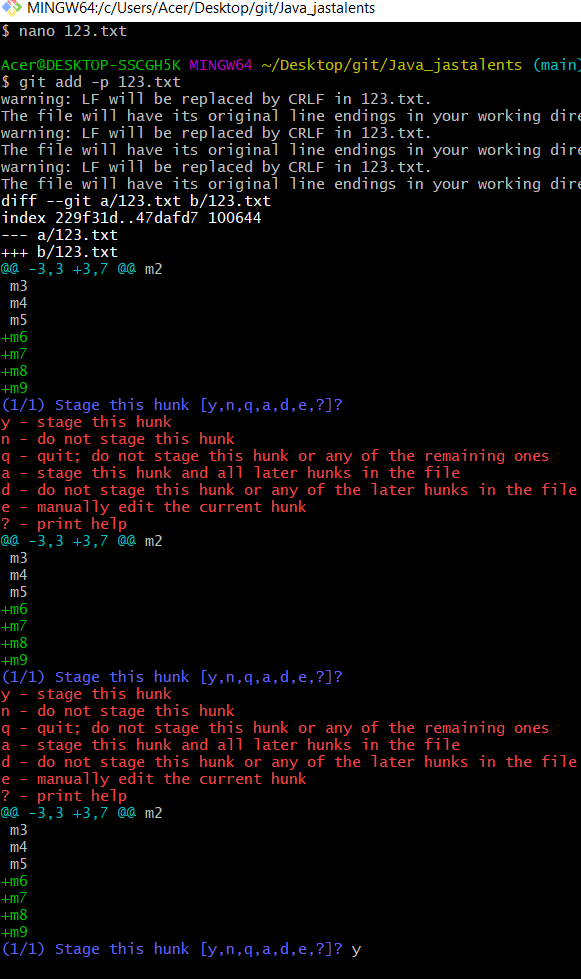 MINGW64:/c/Users/Acer/Desktop/git/Java_jastalents
$ nano 123.txt
Acer@DESKTOP-SSCGH5K MINGW64 ~/Desktop/git/Java_jastalents (main)
$ git add -p 123.txt
warning: LF will be replaced by CRLF in 123.txt.
The file will have its original line endings in your working dire
warning: LF will be replaced by CRLF in 123.txt.
The file will have its original line endings in your working dire
warning: LF will be replaced by CRLF in 123.txt.
The file will have its original line endings in your working dire
diff --git a/123.txt b/123.txt
index 229f31d..47dafd7 100644
--- a/123.txt
+++ b/123.txt
@@ -3,3 +3,7 @@ m2
 m3
 m4
 m5
+m6
+m7
+m8
+m9
(1/1) Stage this hunk [y,n,q,a,d,e,?]?
y - stage this hunk
n - do not stage this hunk
q - quit; do not stage this hunk or any of the remaining ones
a - stage this hunk and all later hunks in the file
d - do not stage this hunk or any of the later hunks in the file
e - manually edit the current hunk
? - print help
@@ -3,3 +3,7 @@ m2
 m3
 m4
 m5
+m6
+m7
+m8
+m9
(1/1) Stage this hunk [y,n,q,a,d,e,?]?
y - stage this hunk
n - do not stage this hunk
q - quit; do not stage this hunk or any of the remaining ones
a - stage this hunk and all later hunks in the file
d - do not stage this hunk or any of the later hunks in the file
e - manually edit the current hunk
? - print help
@@ -3,3 +3,7 @@ m2
 m3
 m4
 m5
+m6
+m7
+m8
+m9
(1/1) Stage this hunk [y,n,q,a,d,e,?]? y